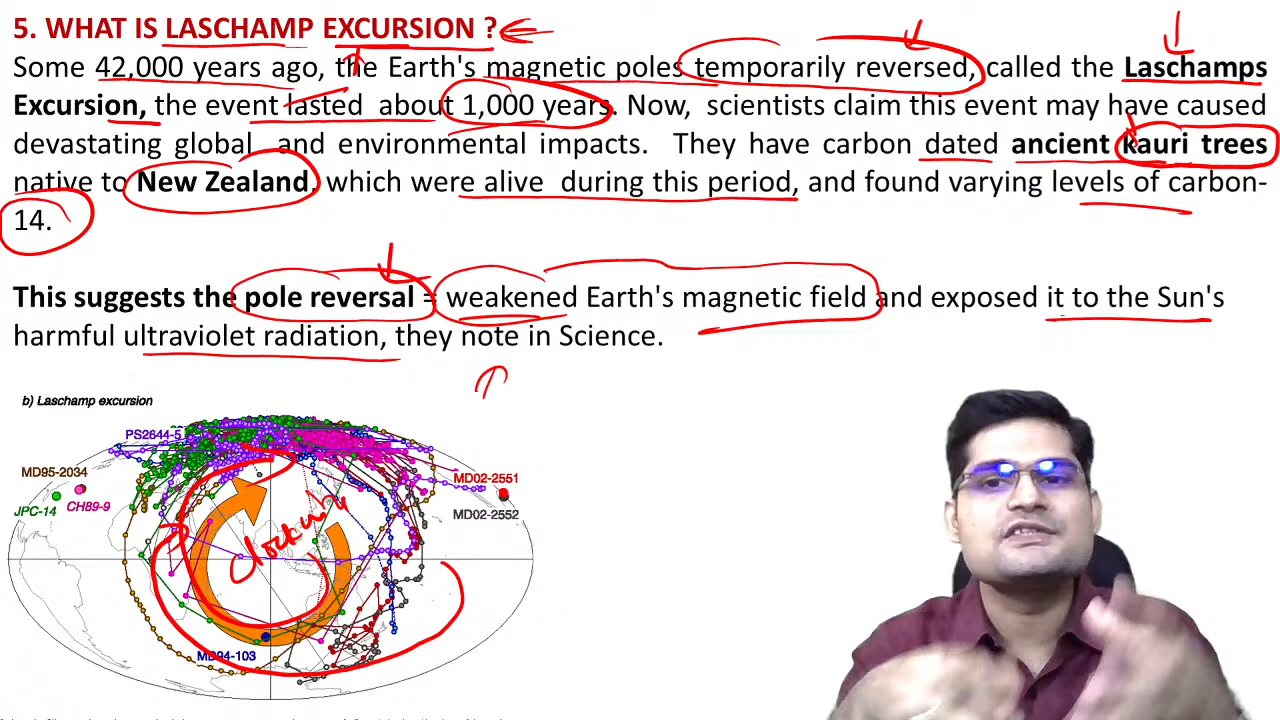 5. WHAT IS LASCHAMP EXCURSION ?
Some 42,000 years ago, the Earth's magnetic poles temporarily reversed, called the Laschamps
Excursion, the event lasted about 1,000 years. Now, scientists claim this event may have caused
devastating global and environmental impacts. They have carbon dated ancient kauri trees
native to New Zealand, which were alive during this period, and found varying levels of carbon-
14.
This suggests the pole reversal = weakened Earth's magnetic field and exposed it to the Sun's
harmful ultraviolet radiation, they note in Science.
b) Laschamp excursion
PS2644-5
MD95-2034
MD02-2551
JPC-14
CH89-9
MD02-2552
clockwise
MD94-103